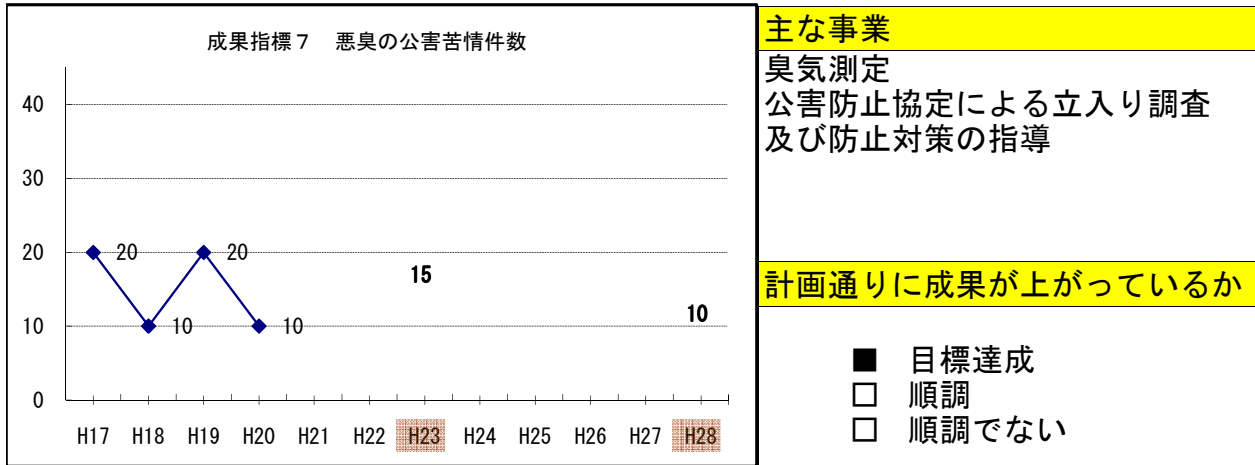 成果指標７　悪臭の公害苦情件数
40
30
20
10
0
20
10
20
10
15
10
H17 H18 H19 H20 H21 H22 H23 H24 H25 H26 H27 H28
主な事業
臭気測定
公害防止協定による立入り調査
及び防止対策の指導
計画通りに成果が上がっているか
■　目標達成
□　順調
□　順調でない